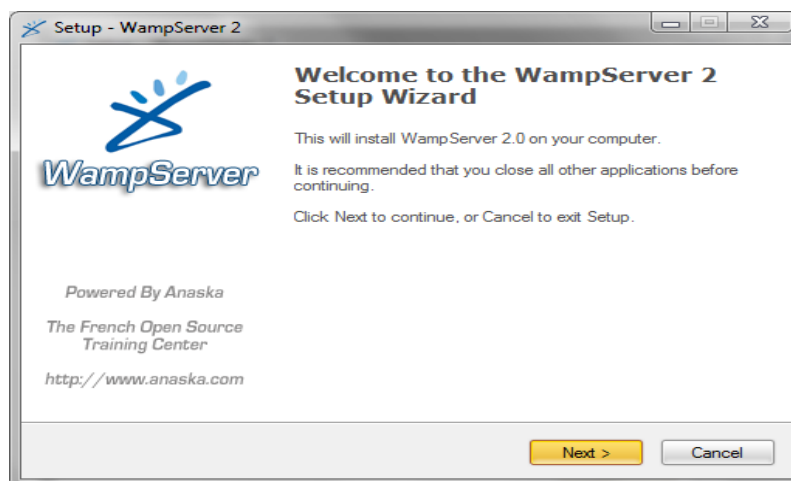 Setup - WampServer 2
WampServer
Powered By Anaska
The French Open Source
Training Center
http://www.anaska.com
Welcome to the WampServer 2
Setup Wizard
This will install WampServer 2.0 on your computer.
It is recommended that you close all other applications before
continuing.
Click Next to continue, or Cancel to exit Setup.
Next >
Cancel